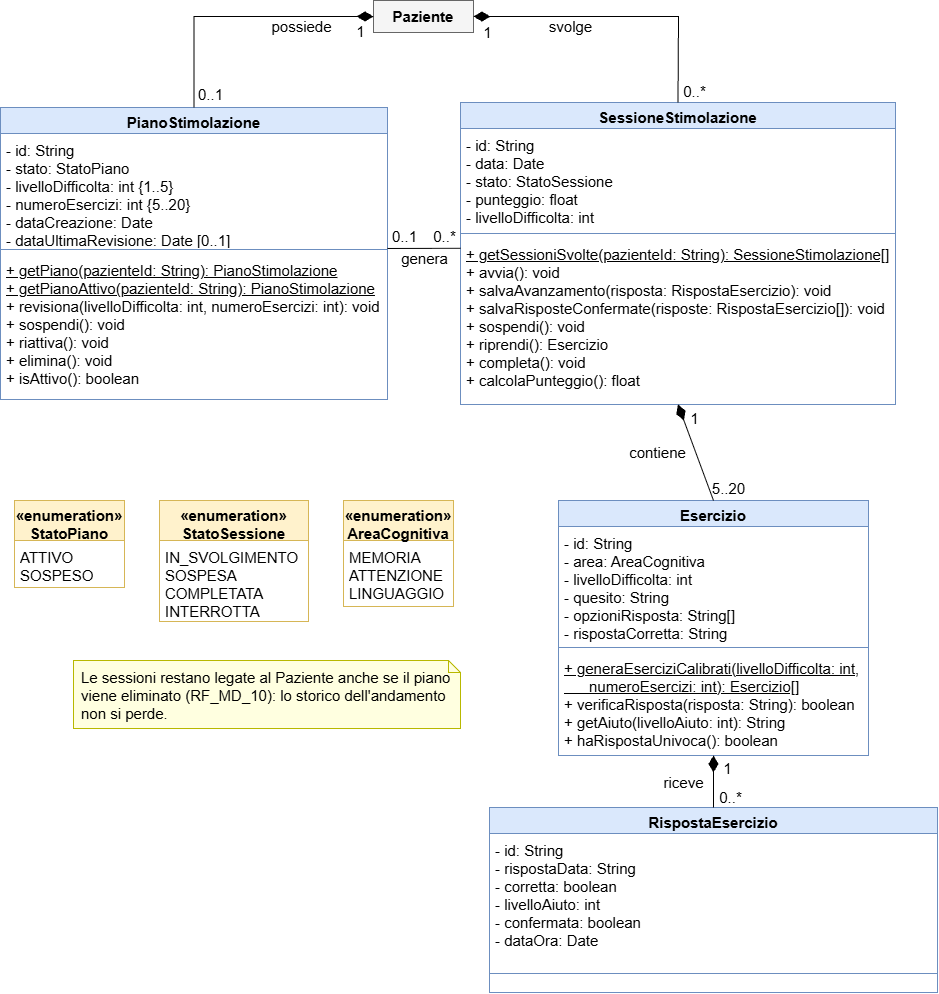 Paziente
possiede
1
1
svolge
0..1
0..*
PianoStimolazione
- id: String
- stato: StatoPiano
- livelloDifficolta: int {1..5}
- numeroEsercizi: int {5..20}
- dataCreazione: Date
- dataUltimaRevisione: Date [0..1]
+ getPiano(pazienteId: String): PianoStimolazione
+ getPianoAttivo(pazienteId: String): PianoStimolazione
+ revisiona(livelloDifficolta: int, numeroEsercizi: int): void
+ sospendi(): void
+ riattiva(): void
+ elimina(): void
+ isAttivo(): boolean
0..1
0..*
genera
SessioneStimolazione
- id: String
- data: Date
- stato: StatoSessione
- punteggio: float
- livelloDifficolta: int
+ getSessioniSvolte(pazienteId: String): SessioneStimolazione[]
+ avvia(): void
+ salvaAvanzamento(risposta: RispostaEsercizio): void
+ salvaRisposteConfermate(risposte: RispostaEsercizio[]): void
+ sospendi(): void
+ riprendi(): Esercizio
+ completa(): void
+ calcolaPunteggio(): float
1
contiene
5..20
«enumeration»
StatoPiano
ATTIVO
SOSPESO
«enumeration»
StatoSessione
IN_SVOLGIMENTO
SOSPESA
COMPLETATA
INTERROTTA
«enumeration»
AreaCognitiva
MEMORIA
ATTENZIONE
LINGUAGGIO
Esercizio
- id: String
- area: AreaCognitiva
- livelloDifficolta: int
- quesito: String
- opzioniRisposta: String[]
- rispostaCorretta: String
+ generaEserciziCalibrati(livelloDifficolta: int,
numeroEsercizi: int): Esercizio[]
+ verificaRisposta(risposta: String): boolean
+ getAiuto(livelloAiuto: int): String
+ haRispostaUnivoca(): boolean
Le sessioni restano legate al Paziente anche se il piano
viene eliminato (RF_MD_10): lo storico dell'andamento
non si perde.
1
riceve
0..*
RispostaEsercizio
- id: String
- rispostaData: String
- corretta: boolean
- livelloAiuto: int
- confermata: boolean
- dataOra: Date